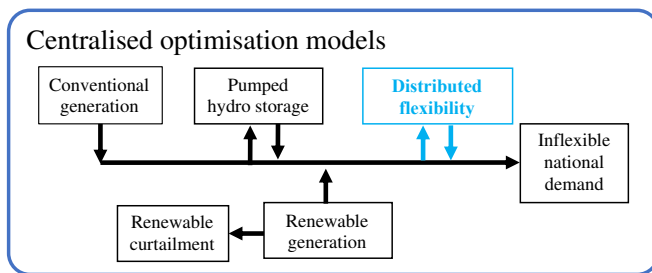 Centralised optimisation models
Conventional
generation
Pumped
hydro storage
Distributed
flexibility
Inflexible
national
demand
Renewable
curtailment
Renewable
generation